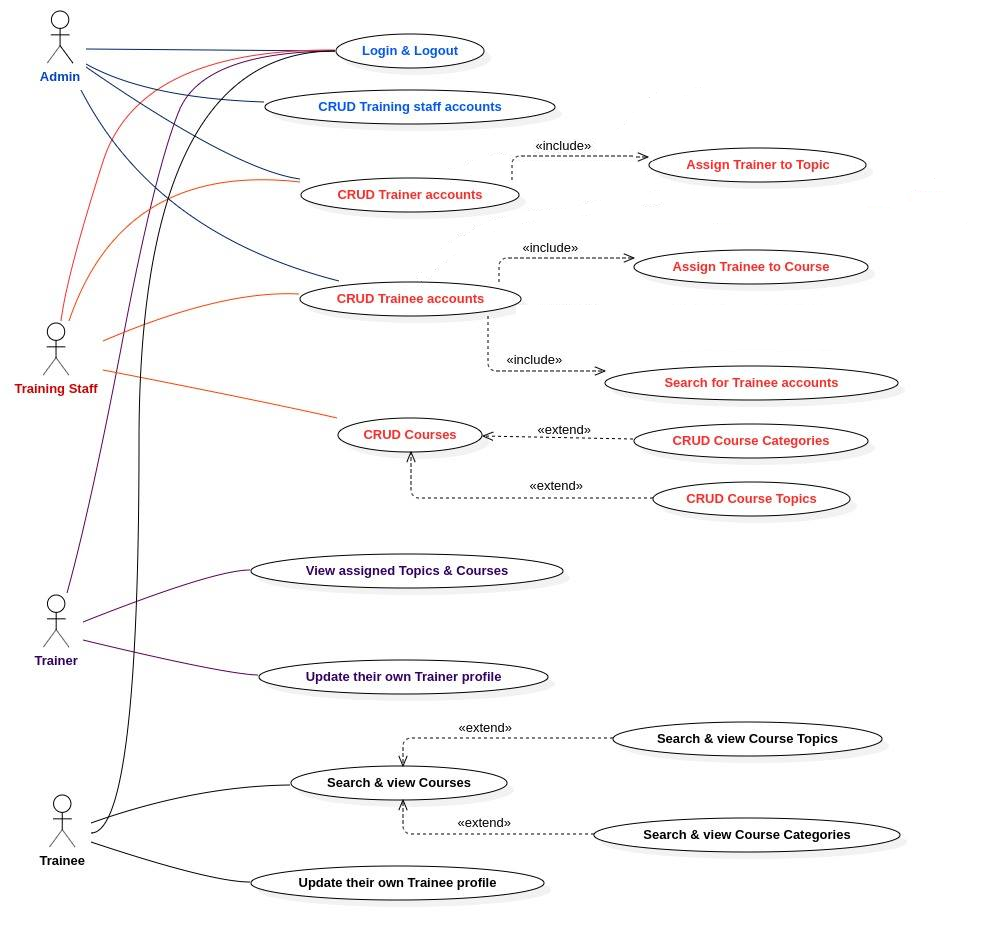 Login & Logout
Admin
CRUD Training staff accounts
«include»
Assign Trainer to Topic
CRUD Trainer accounts
«include»
Assign Trainee to Course
CRUD Trainee accounts
«include»
Search for Trainee accounts
Training Staff
«extend»
CRUD Courses
CRUD Course Categories
«extend»
CRUD Course Topics
View assigned Topics & Courses
Trainer
Update their own Trainer profile
«extend»
Search & view Course Topics
Search & view Courses
«extend»
Search & view Course Categories
Trainee
Update their own Trainee profile